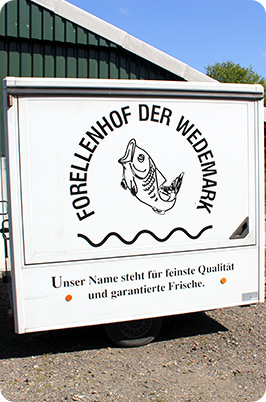 FORELLENHOF DER WEDEMARK
Unser Name steht für feinste Qualität
und garantierte Frische.